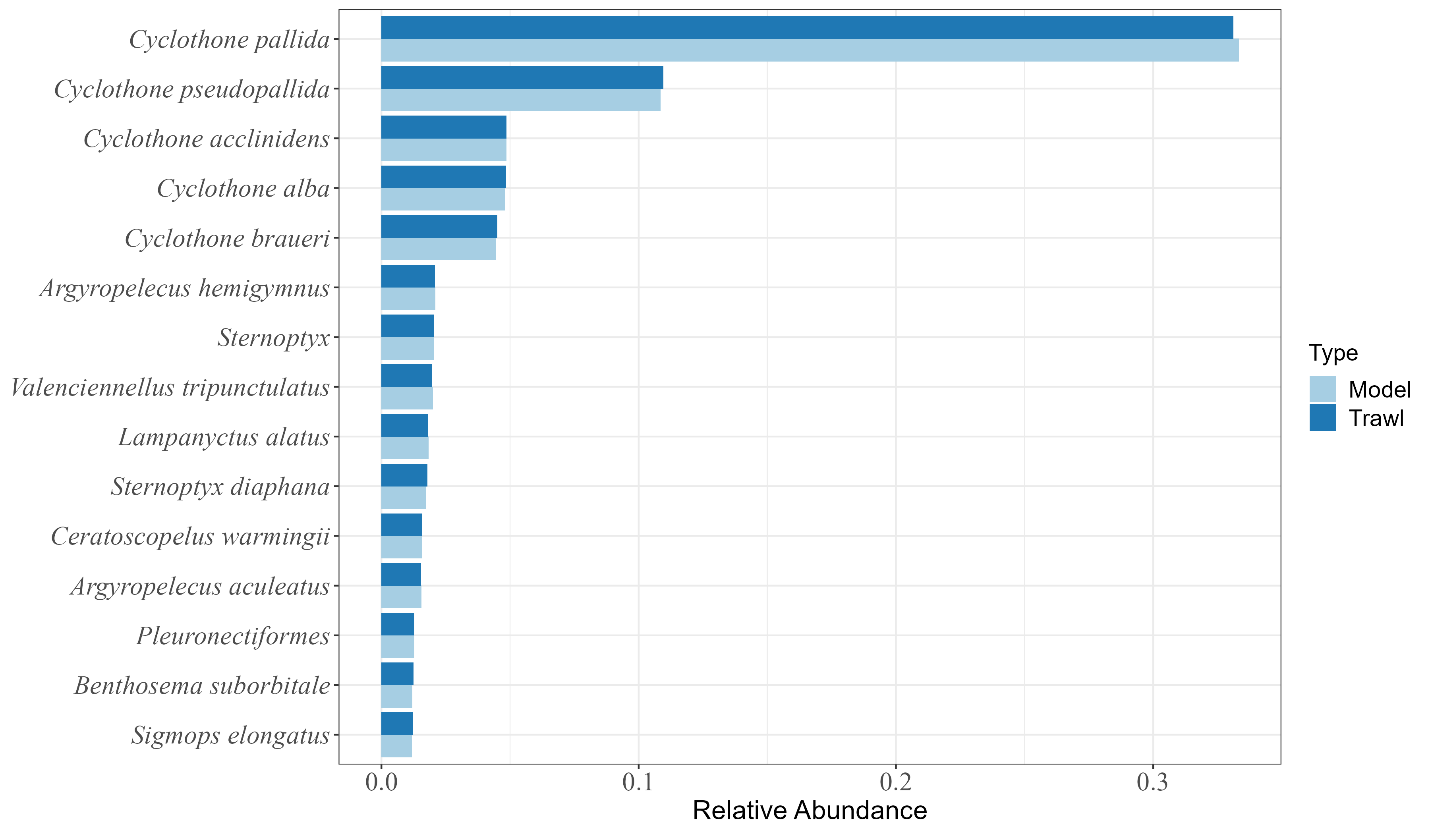 Cyclothone pallida
Cyclothone pseudopallida
Cyclothone acclinidens
Cyclothone alba
Cyclothone braueri
Argyropelecus hemigymnus
Sternoptyx
Valenciennellus tripunctulatus
Lampanyctus alatus
Sternoptyx diaphana
Ceratoscopelus warmingii
Argyropelecus aculeatus
Pleuronectiformes
Benthosema suborbitale
Sigmops elongatus
0.0 0.1 0.2 0.3
Relative Abundance
Type
Model
Trawl